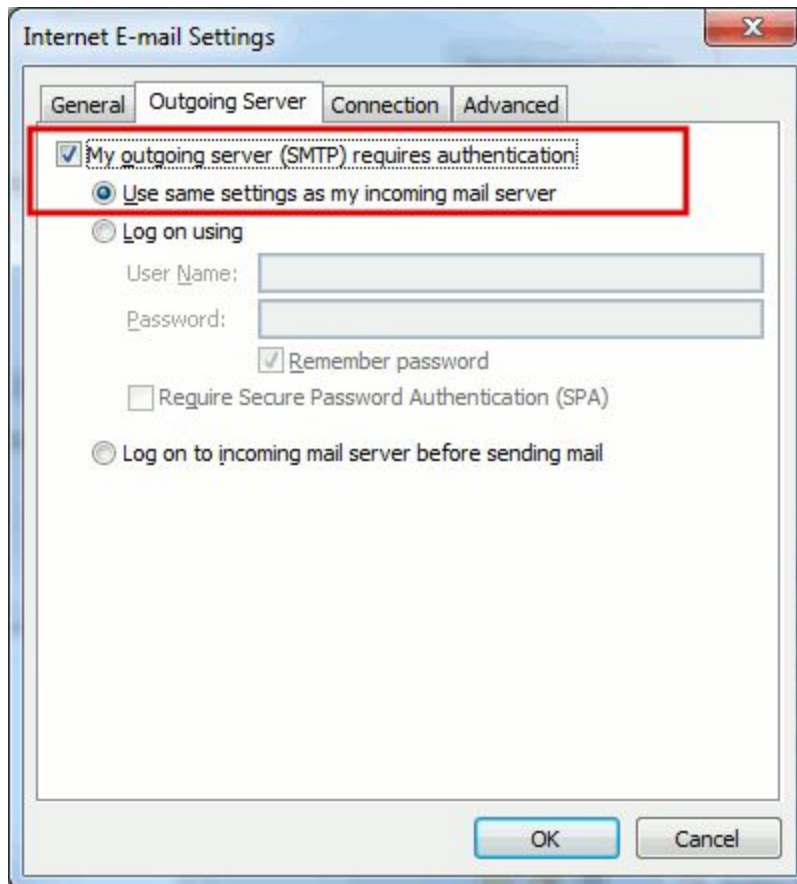 Internet E-mail Settings
General Outgoing Server Connection Advanced
My outgoing server (SMTP) requires authentication
Use same settings as my incoming mail server
Log on using
User Name:
Password:
Remember password
Require Secure Password Authentication (SPA)
Log on to incoming mail server before sending mail
OK Cancel